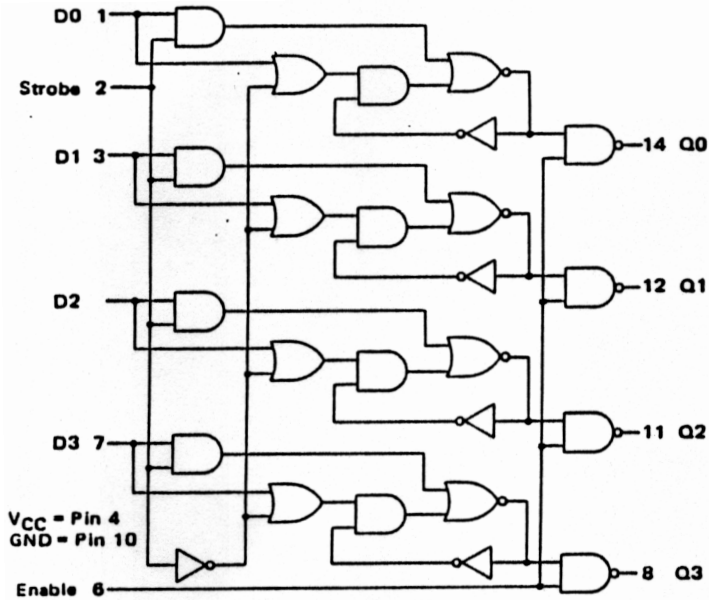 D0 1
Strobe 2
14 Q0
D1 3
12 Q1
D2
11 Q2
D3 7
VCC = Pin 4
GND = Pin 10
Enable 6
8 Q3